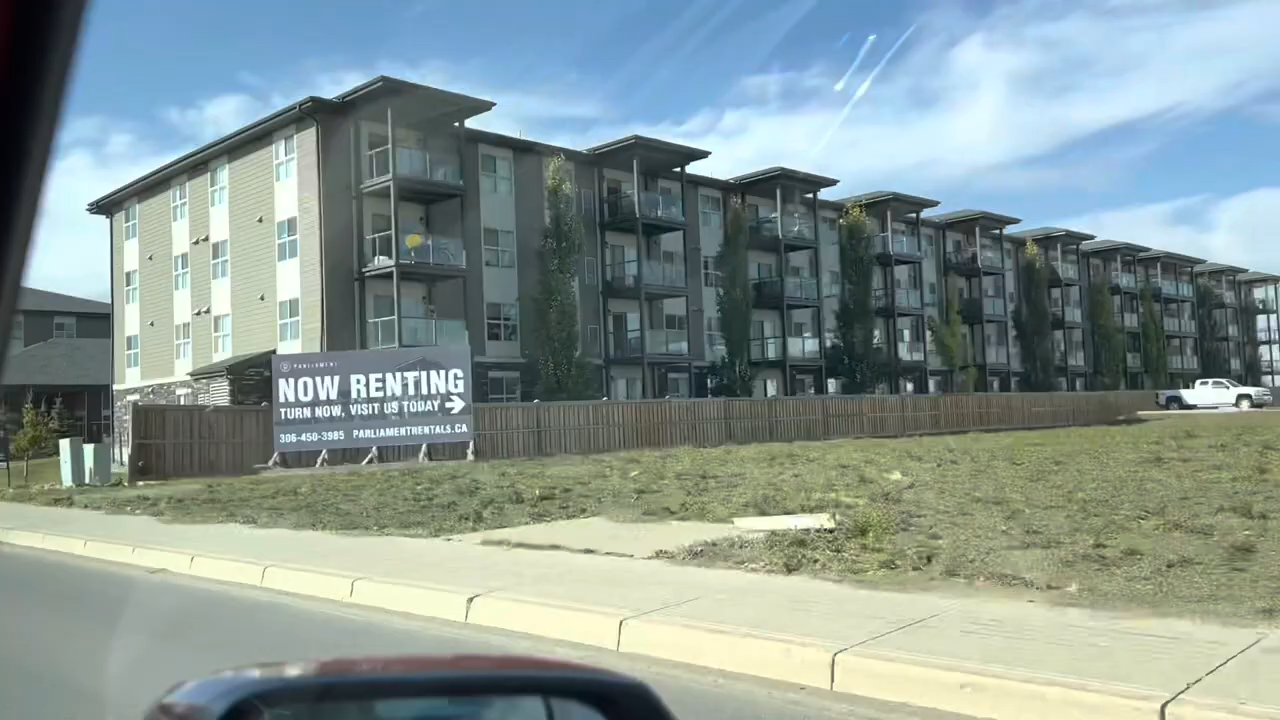 PARLIAMENT
NOW RENTING
TURN NOW, VISIT US TODAY
306-450-3985 PARLIAMENTRENTALS.CA